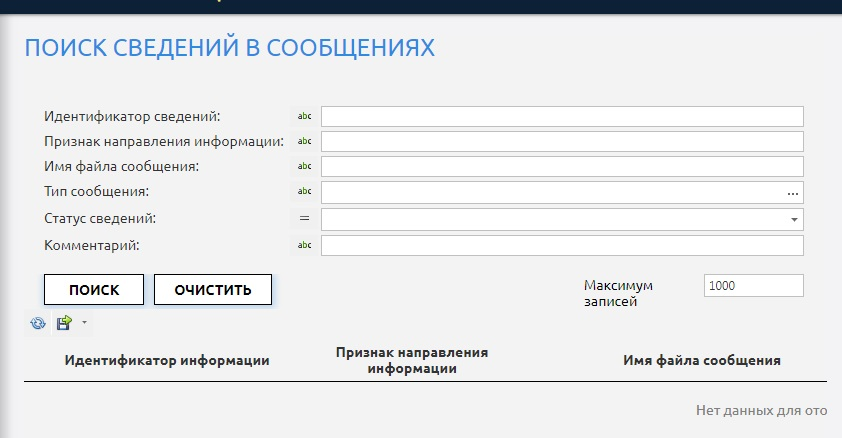 ПОИСК СВЕДЕНИЙ В СООБЩЕНИЯХ
Идентификатор сведений: abc
Признак направления информации: abc
Имя файла сообщения: abc
Тип сообщения: abc ...
Статус сведений: =
Комментарий: abc
ПОИСК ОЧИСТИТЬ Максимум 1000
записей
Идентификатор информации Признак направления Имя файла сообщения
информации
Нет данных для ото